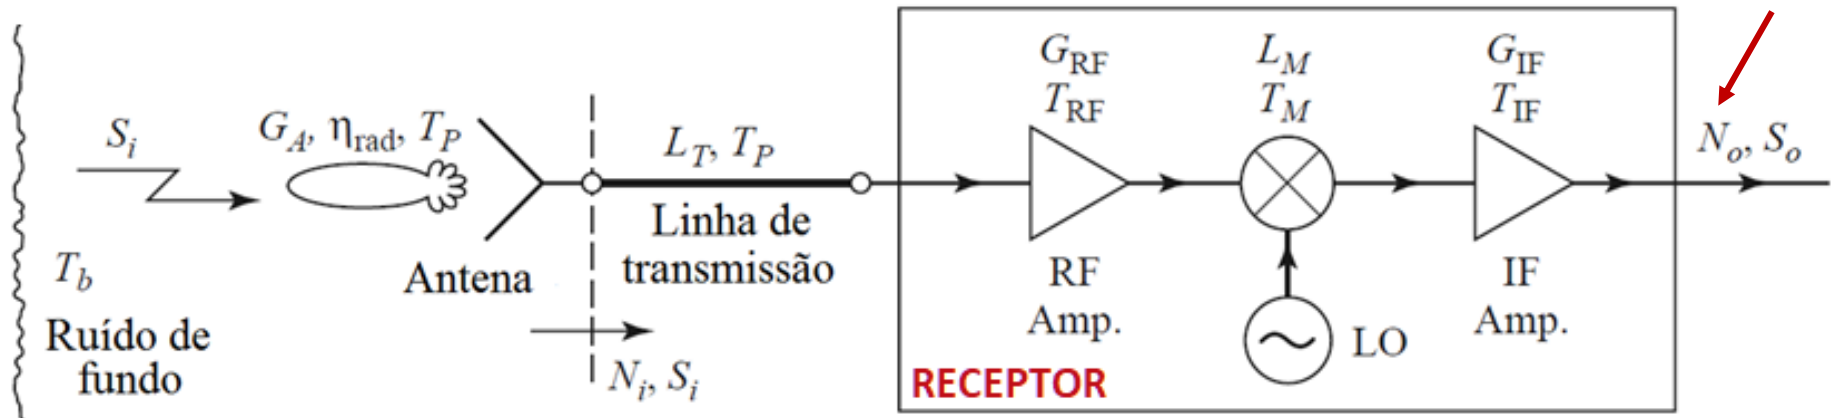 S_i
T_b
Ruído de
fundo
G_A, η_rad, T_P
Antena
N_i, S_i
L_T, T_P
Linha de
transmissão
G_RF
T_RF
RF
Amp.
L_M
T_M
LO
G_IF
T_IF
IF
Amp.
RECEPTOR
N_o, S_o